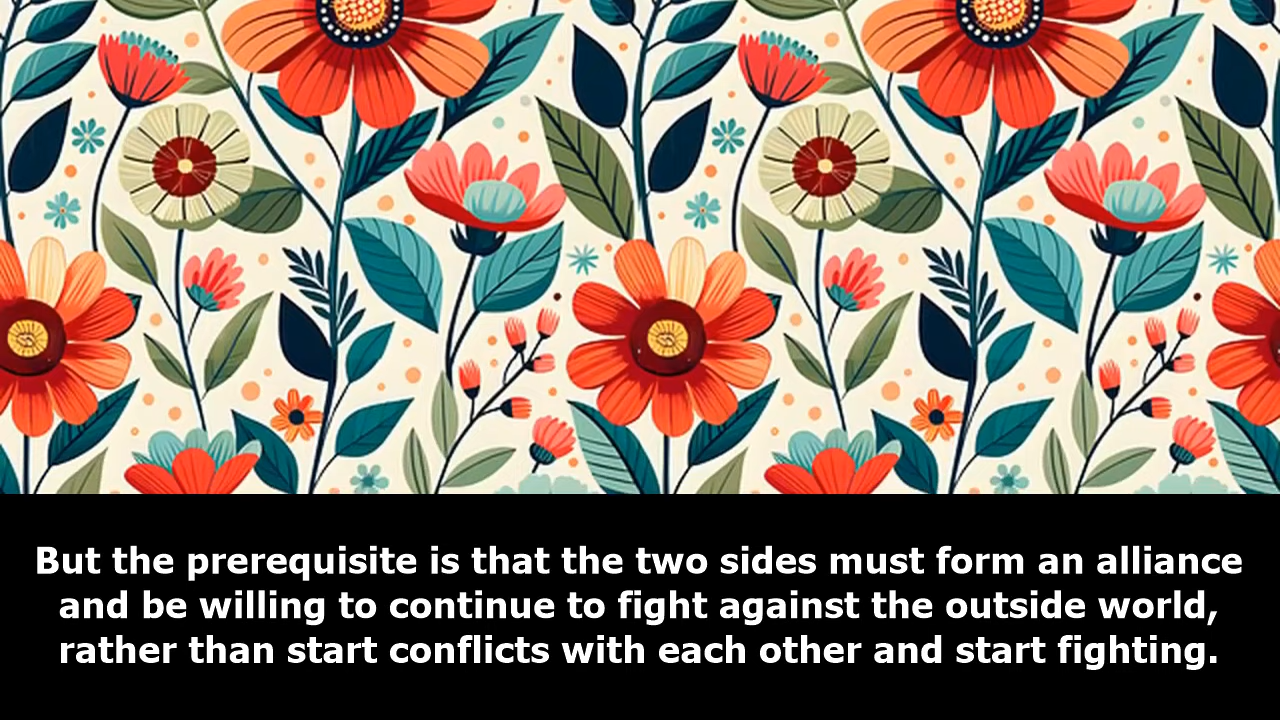 But the prerequisite is that the two sides must form an alliance
and be willing to continue to fight against the outside world,
rather than start conflicts with each other and start fighting.